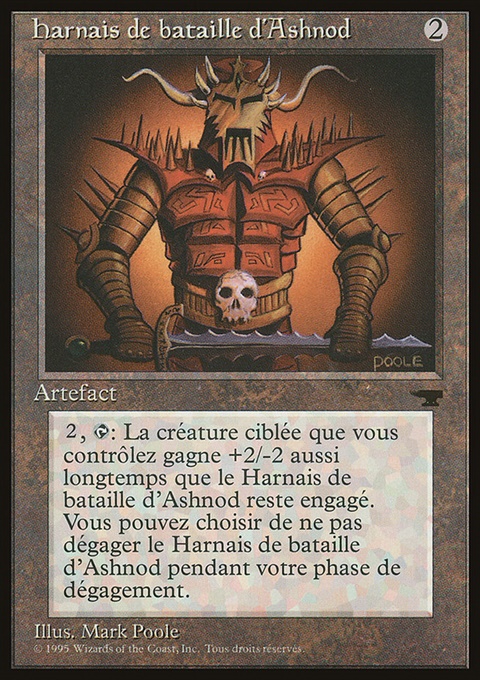 Harnais de bataille d'Ashnod 2
POOLE
Artefact
2, : La créature ciblée que vous
contrôlez gagne +2/-2 aussi
longtemps que le Harnais de
bataille d'Ashnod reste engagé.
Vous pouvez choisir de ne pas
dégager le Harnais de bataille
d'Ashnod pendant votre phase de
dégagement.
Illus. Mark Poole
© 1995 Wizards of the Coast, Inc. Tous droits réservés.